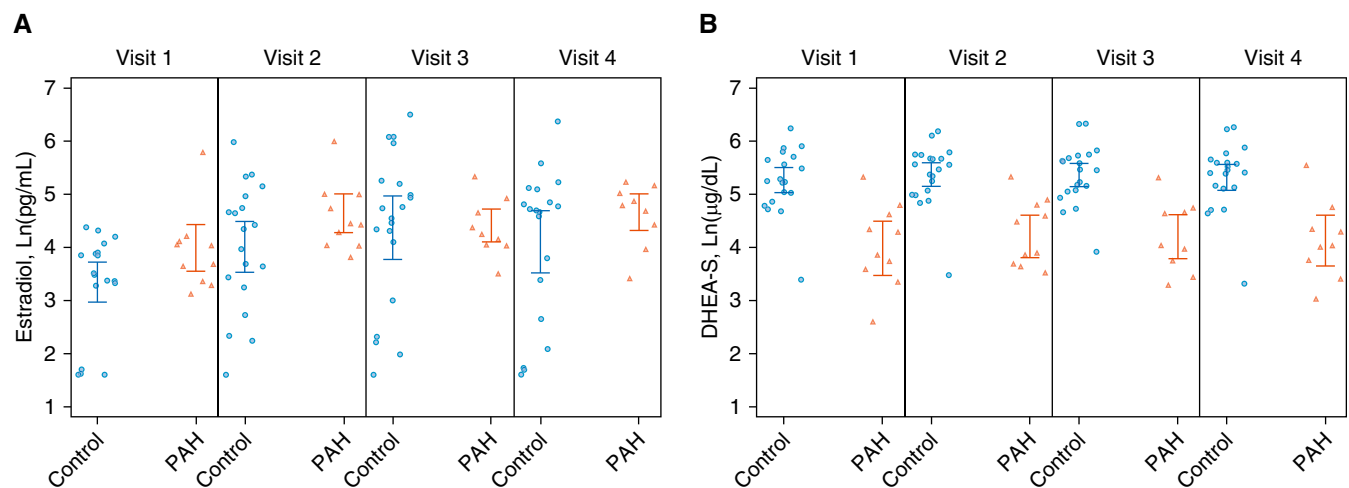 A
Visit 1 Visit 2 Visit 3 Visit 4
Estradiol, Ln(pg/mL)
7
6
5
4
3
2
1
Control PAH Control PAH Control PAH Control PAH
B
Visit 1 Visit 2 Visit 3 Visit 4
DHEA-S, Ln(μg/dL)
7
6
5
4
3
2
1
Control PAH Control PAH Control PAH Control PAH